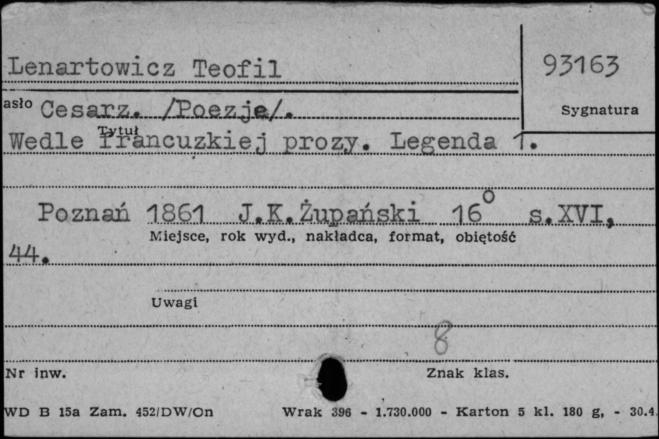 Lenartowicz Teofil
93163
asło Cesarz. /Poezje/.
Sygnatura
Tytuł
Wedle francuzkiej prozy. Legenda 1.
Poznań 1861 J.K.Żupański 16° s.XVI,
Miejsce, rok wyd., nakładca, format, obiętość
44.
Uwagi
8
Nr inw.
Znak klas.
WD B 15a Zam. 452/DW/On Wrak 396 - 1.730.000 - Karton 5 kl. 180 g, - 30.4.